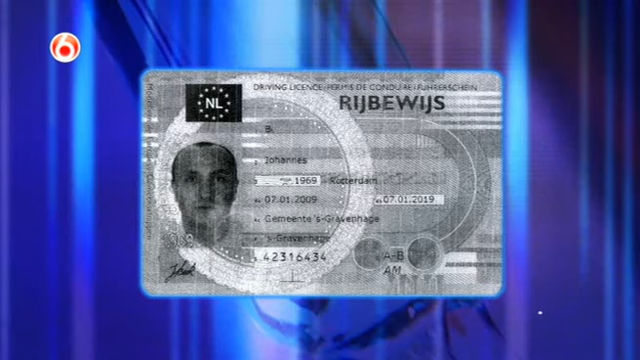 6
DRIVING LICENCE PERMIS DE CONDUIRE FÜHRERSCHEIN
NL
RIJBEWIJS
B.
Johannes
1969 Rotterdam
07.01.2009 07.01.2019
Gemeente 's-Gravenhage
's-Gravenhage
42316434
A-B
AM